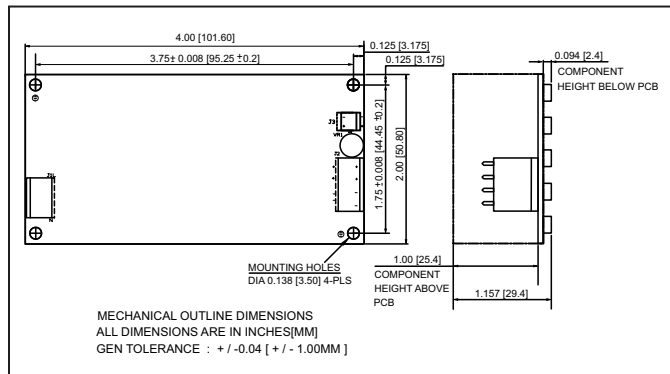 4.00 [101.60]
3.75± 0.008 [95.25 ±0.2]
0.125 [3.175]
0.125 [3.175]
0.094 [2.4]
COMPONENT
HEIGHT BELOW PCB
J3
VR1
J2
1.75 ±0.008 [44.45 ±0.2]
2.00 [50.80]
MOUNTING HOLES
DIA 0.138 [3.50] 4-PLS
1.00 [25.4]
COMPONENT
HEIGHT ABOVE
PCB
1.157 [29.4]
MECHANICAL OUTLINE DIMENSIONS
ALL DIMENSIONS ARE IN INCHES[MM]
GEN TOLERANCE : + / -0.04 [ + / - 1.00MM ]